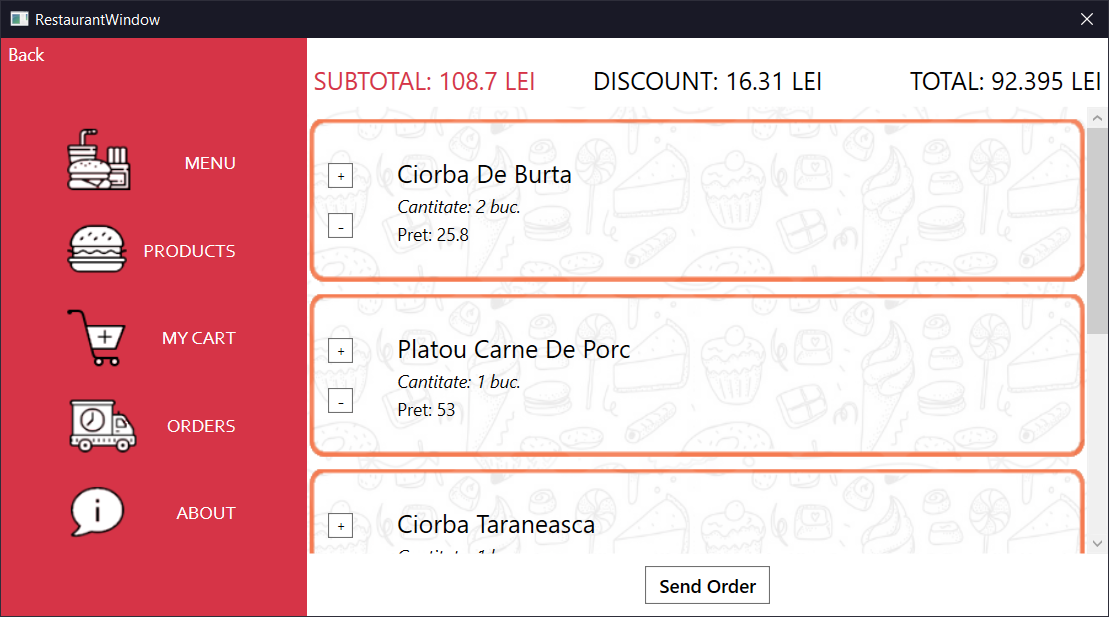 RestaurantWindow
Back
MENU
PRODUCTS
MY CART
ORDERS
ABOUT
SUBTOTAL: 108.7 LEI
DISCOUNT: 16.31 LEI
TOTAL: 92.395 LEI
+
-
Ciorba De Burta
Cantitate: 2 buc.
Pret: 25.8
+
-
Platou Carne De Porc
Cantitate: 1 buc.
Pret: 53
+
Ciorba Taraneasca
Send Order